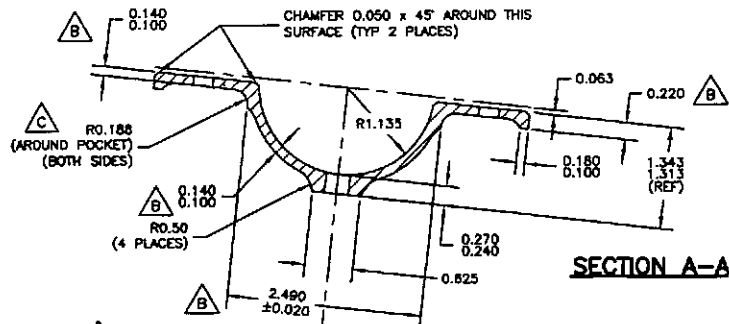 B
0.140
0.100
CHAMFER 0.050 x 45° AROUND THIS
SURFACE (TYP 2 PLACES)
0.063
0.220
B
C
R0.188
(AROUND POCKET)
(BOTH SIDES)
R1.135
0.180
0.100
1.343
1.313
(REF)
B
0.140
0.100
R0.50
(4 PLACES)
0.270
0.240
0.625
SECTION A-A
B
2.490
±0.020